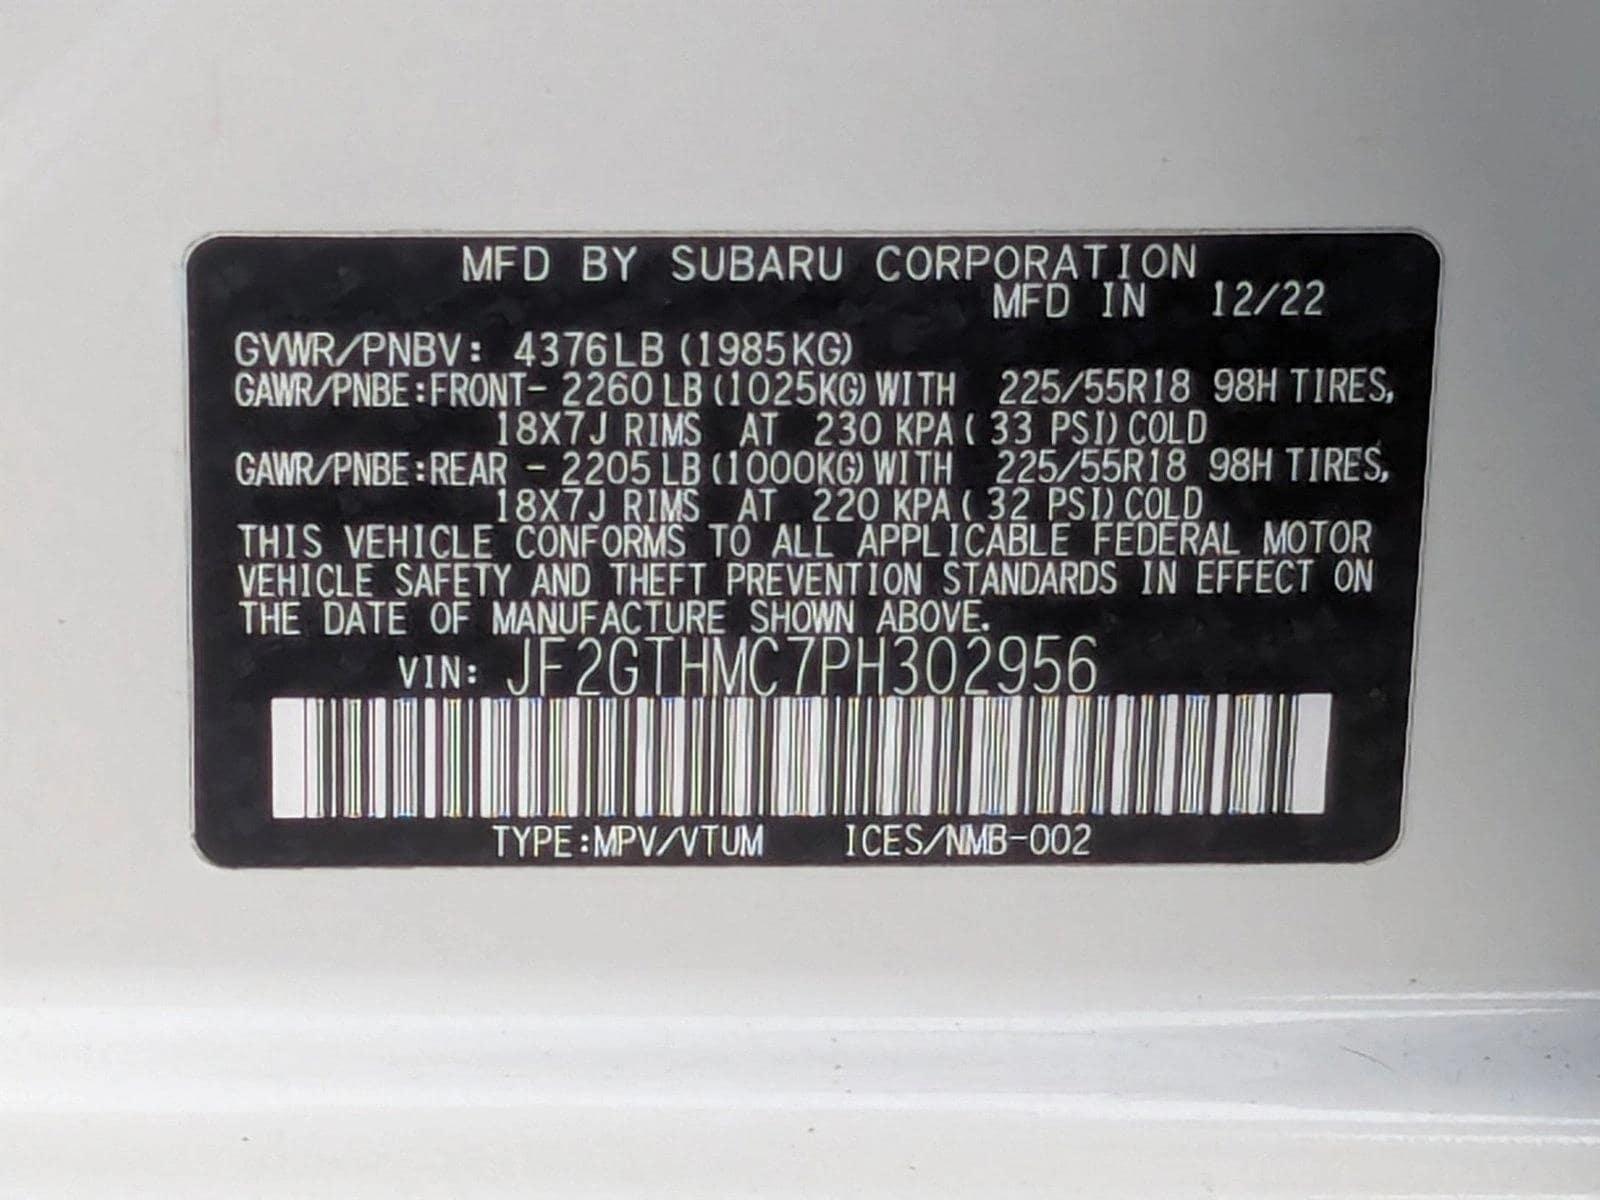 MFD BY SUBARU CORPORATION
MFD IN 12/22
GVWR/PNBV: 4376LB (1985KG)
GAWR/PNBE:FRONT- 2260 LB (1025KG) WITH 225/55R18 98H TIRES,
18X7J RIMS AT 230 KPA ( 33 PSI) COLD
GAWR/PNBE:REAR - 2205 LB (1000KG) WITH 225/55R18 98H TIRES,
18X7J RIMS AT 220 KPA ( 32 PSI) COLD
THIS VEHICLE CONFORMS TO ALL APPLICABLE FEDERAL MOTOR
VEHICLE SAFETY AND THEFT PREVENTION STANDARDS IN EFFECT ON
THE DATE OF MANUFACTURE SHOWN ABOVE.
VIN: JF2GTHMC7PH302956
TYPE:MPV/VTUM ICES/NMB-002